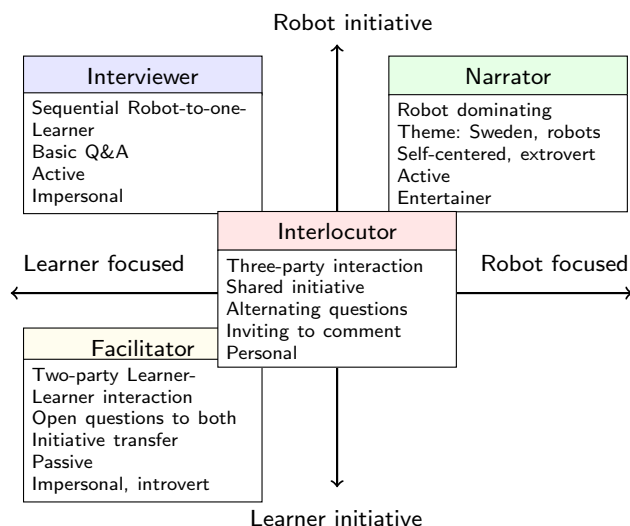 Robot initiative
Interviewer
Sequential Robot-to-one-
Learner
Basic Q&A
Active
Impersonal
Narrator
Robot dominating
Theme: Sweden, robots
Self-centered, extrovert
Active
Entertainer
Learner focused
Interlocutor
Three-party interaction
Shared initiative
Alternating questions
Inviting to comment
Personal
Robot focused
Facilitator
Two-party Learner-
Learner interaction
Open questions to both
Initiative transfer
Passive
Impersonal, introvert
Learner initiative